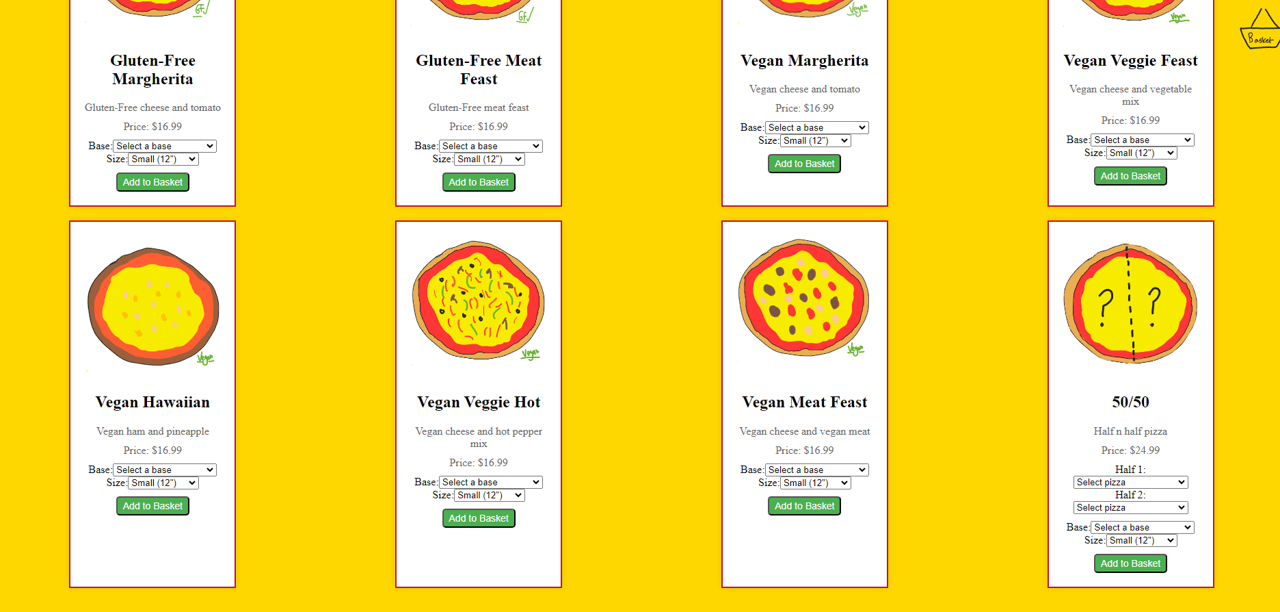 GF✓
GF✓
Vegan
Vegan
Basket
Gluten-Free
Margherita
Gluten-Free cheese and tomato
Price: $16.99
Base: Select a base
Size: Small (12")
Add to Basket
Gluten-Free Meat
Feast
Gluten-Free meat feast
Price: $16.99
Base: Select a base
Size: Small (12")
Add to Basket
Vegan Margherita
Vegan cheese and tomato
Price: $16.99
Base: Select a base
Size: Small (12")
Add to Basket
Vegan Veggie Feast
Vegan cheese and vegetable
mix
Price: $16.99
Base: Select a base
Size: Small (12")
Add to Basket
Vegan
Vegan Hawaiian
Vegan ham and pineapple
Price: $16.99
Base: Select a base
Size: Small (12")
Add to Basket
Vegan
Vegan Veggie Hot
Vegan cheese and hot pepper
mix
Price: $16.99
Base: Select a base
Size: Small (12")
Add to Basket
Vegan
Vegan Meat Feast
Vegan cheese and vegan meat
Price: $16.99
Base: Select a base
Size: Small (12")
Add to Basket
? ?
50/50
Half n half pizza
Price: $24.99
Half 1:
Select pizza
Half 2:
Select pizza
Base: Select a base
Size: Small (12")
Add to Basket